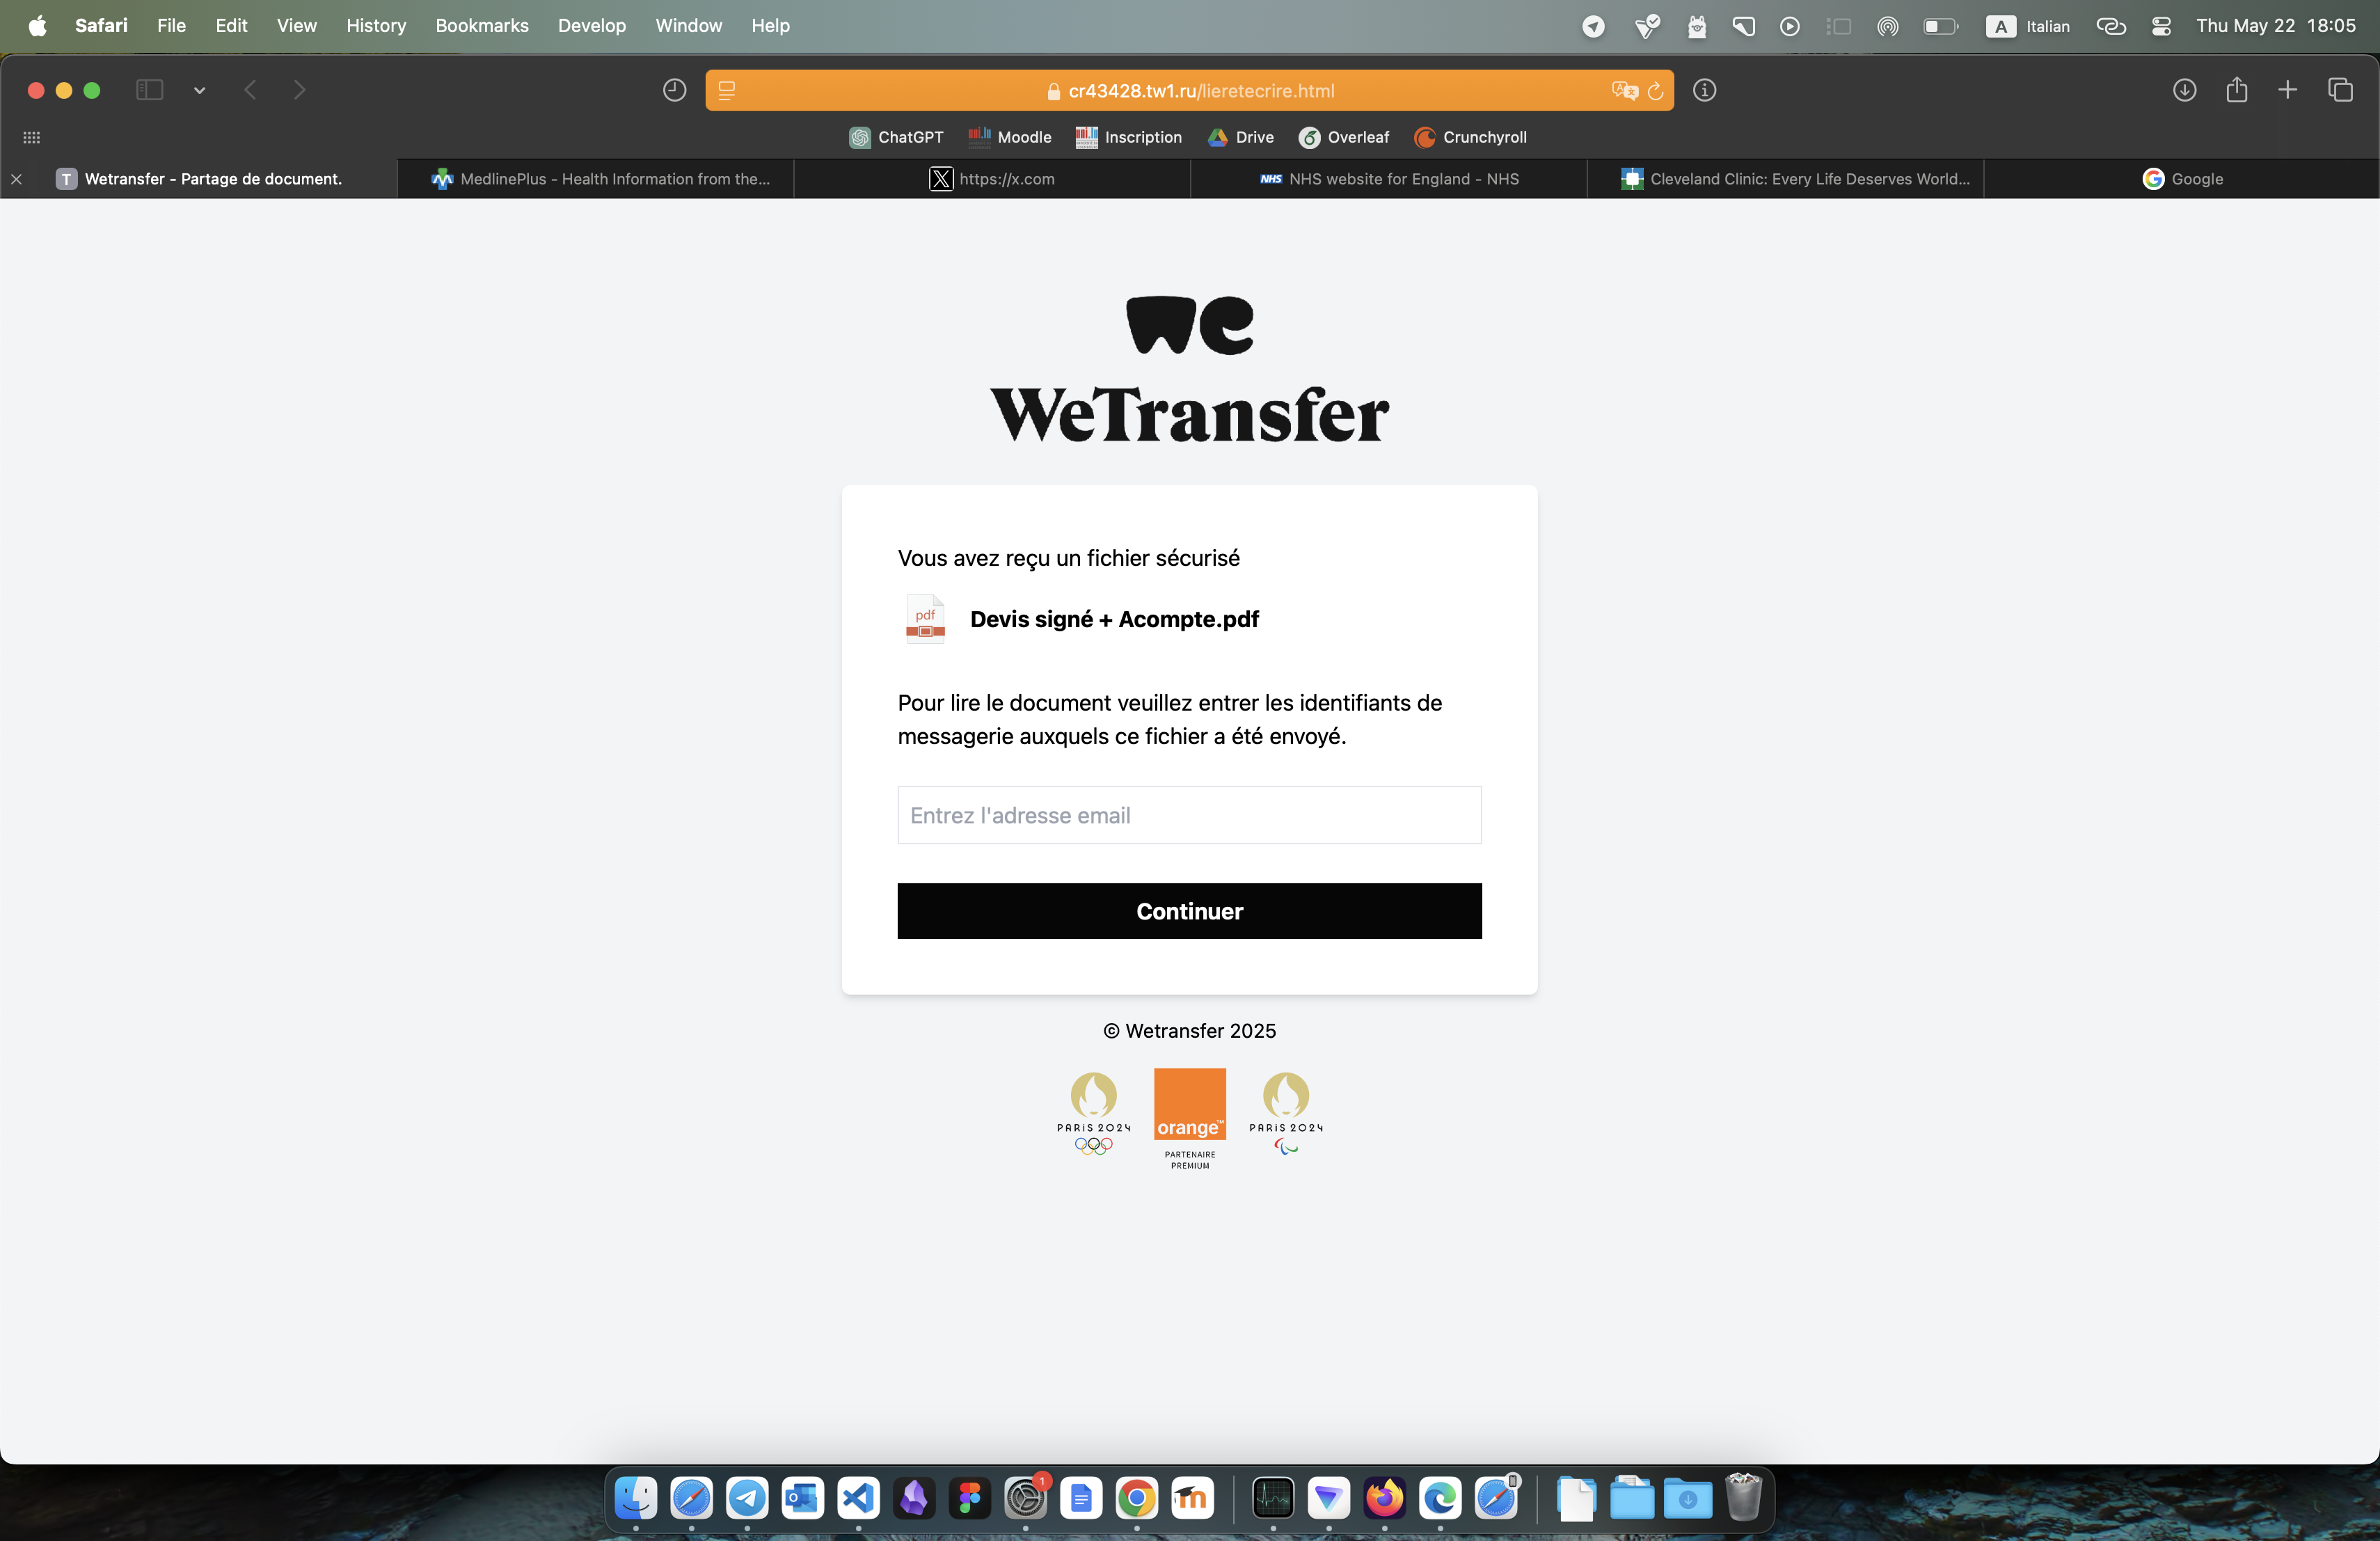 Safari File Edit View History Bookmarks Develop Window Help A Italian Thu May 22 18:05
cr43428.tw1.ru/lieretecrire.html
ChatGPT Moodle Inscription Drive Overleaf Crunchyroll
T Wetransfer - Partage de document. MedlinePlus - Health Information from the... https://x.com NHS NHS website for England - NHS Cleveland Clinic: Every Life Deserves World... Google
we
WeTransfer
Vous avez reçu un fichier sécurisé
pdf
Devis signé + Acompte.pdf
Pour lire le document veuillez entrer les identifiants de
messagerie auxquels ce fichier a été envoyé.
Entrez l'adresse email
Continuer
© Wetransfer 2025
PARIS 2024 orange™ PARIS 2024
PARTENAIRE
PREMIUM
1